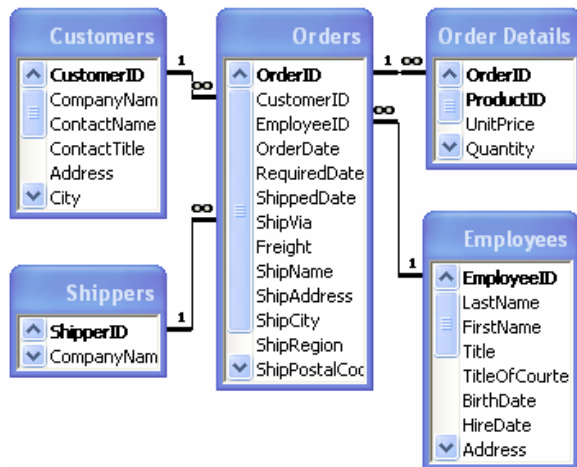 Customers
CustomerID
CompanyNam
ContactName
ContactTitle
Address
City
1
∞
Orders
OrderID
CustomerID
EmployeeID
OrderDate
RequiredDate
ShippedDate
ShipVia
Freight
ShipName
ShipAddress
ShipCity
ShipRegion
ShipPostalCod
1 ∞
Order Details
OrderID
ProductID
UnitPrice
Quantity
∞
∞
Shippers
ShipperID
CompanyNam
1
1
Employees
EmployeeID
LastName
FirstName
Title
TitleOfCourte
BirthDate
HireDate
Address